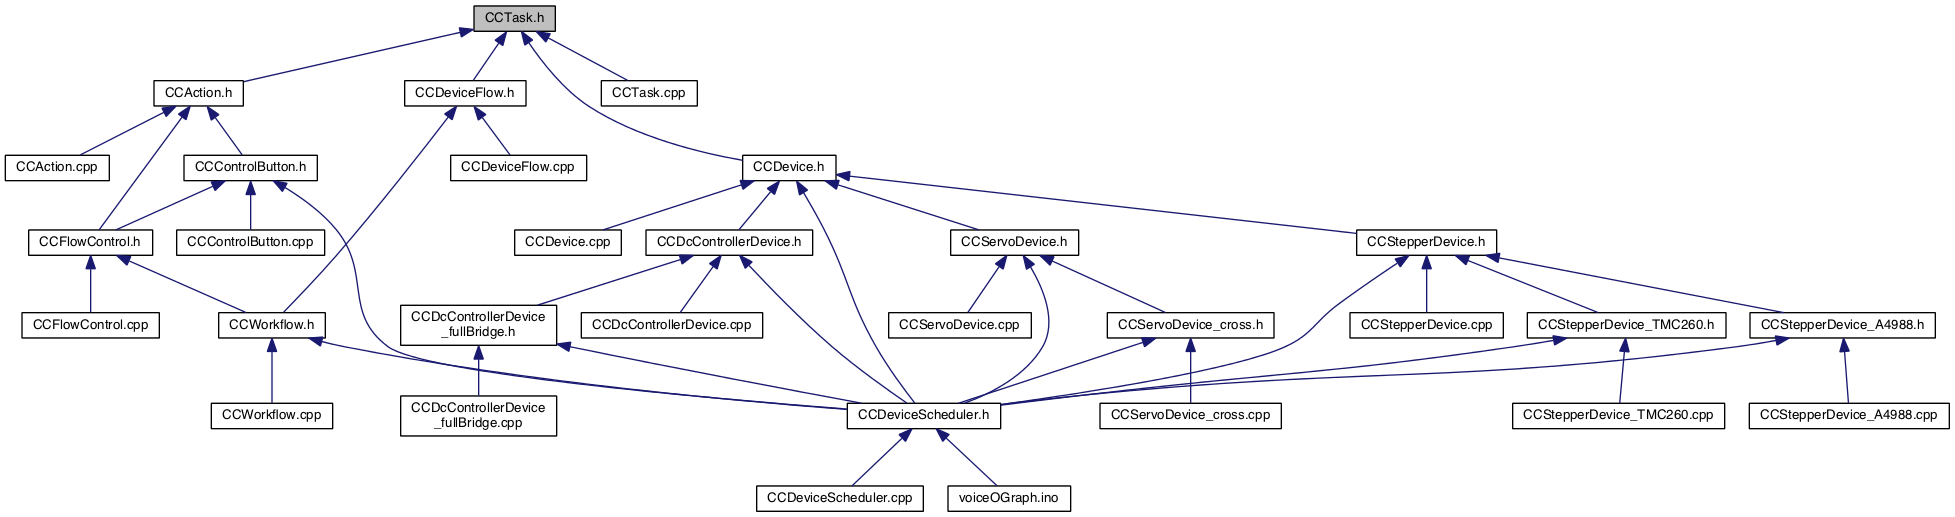 CCTask.h
CCAction.h
CCDeviceFlow.h
CCTask.cpp
CCAction.cpp
CCControlButton.h
CCDeviceFlow.cpp
CCDevice.h
CCFlowControl.h
CCControlButton.cpp
CCDevice.cpp
CCDcControllerDevice.h
CCServoDevice.h
CCStepperDevice.h
CCFlowControl.cpp
CCWorkflow.h
CCDcControllerDevice
_fullBridge.h
CCDcControllerDevice.cpp
CCServoDevice.cpp
CCServoDevice_cross.h
CCStepperDevice.cpp
CCStepperDevice_TMC260.h
CCStepperDevice_A4988.h
CCWorkflow.cpp
CCDcControllerDevice
_fullBridge.cpp
CCDeviceScheduler.h
CCServoDevice_cross.cpp
CCStepperDevice_TMC260.cpp
CCStepperDevice_A4988.cpp
CCDeviceScheduler.cpp
voiceOGraph.ino